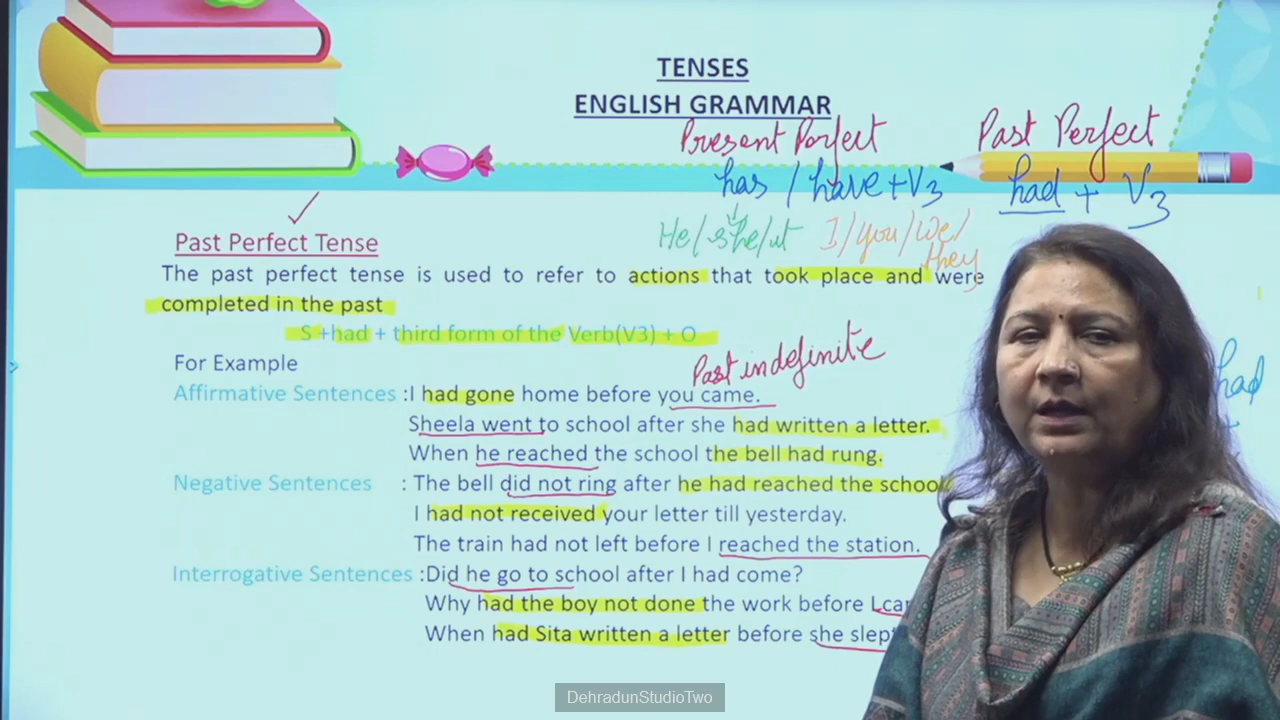 TENSES
ENGLISH GRAMMAR
Present Perfect
Past Perfect
has / have + V3
had + V3
He/she/it I/you/we/
they
Past Perfect Tense
The past perfect tense is used to refer to actions that took place and were
completed in the past
S +had + third form of the Verb(V3) + O
For Example
Past indefinite
had
Affirmative Sentences :I had gone home before you came.
Sheela went to school after she had written a letter.
When he reached the school the bell had rung.
Negative Sentences : The bell did not ring after he had reached the school
I had not received your letter till yesterday.
The train had not left before I reached the station.
Interrogative Sentences :Did he go to school after I had come?
Why had the boy not done the work before I
When had Sita written a letter before she slept
DehradunStudioTwo